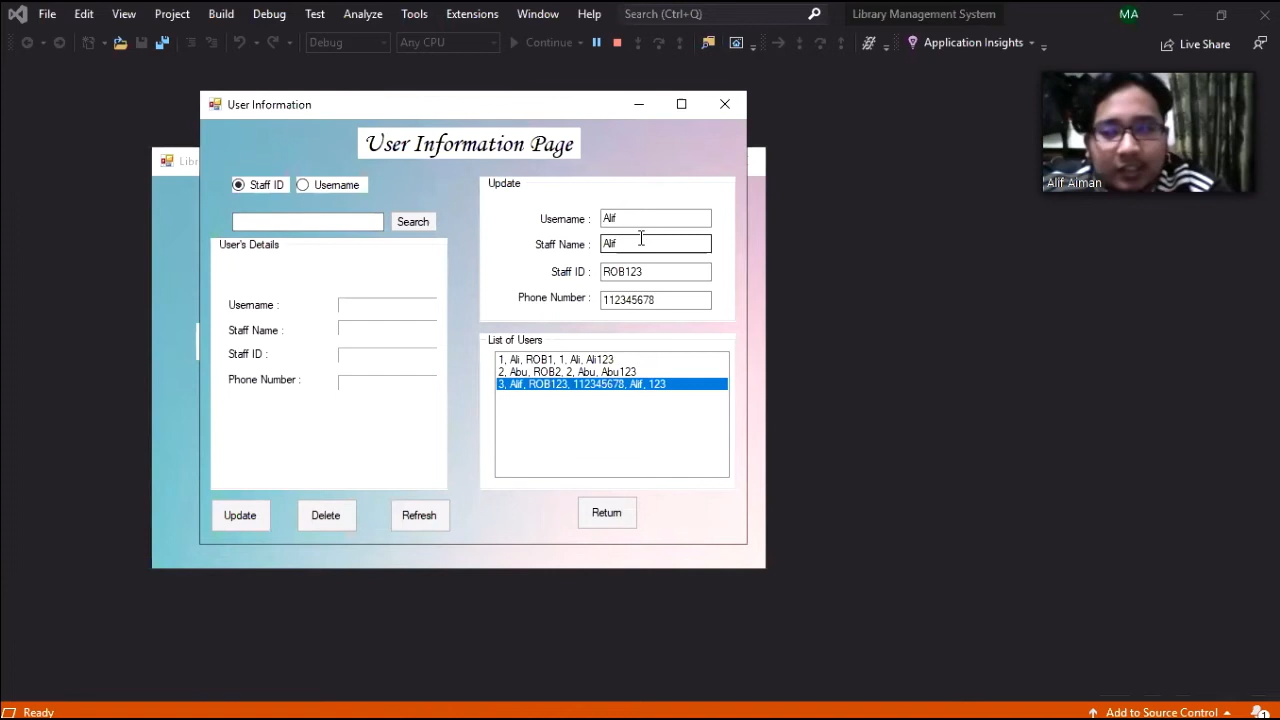 File Edit View Project Build Debug Test Analyze Tools Extensions Window Help Search (Ctrl+Q) Library Management System MA
Debug Any CPU Continue Application Insights Live Share
Alif Aiman
User Information
User Information Page
Staff ID Username
Search
User's Details
Username :
Staff Name :
Staff ID :
Phone Number :
Update
Username : Alif
Staff Name : Alif
Staff ID : ROB123
Phone Number : 112345678
List of Users
1, Ali, ROB1, 1, Ali, Ali123
2, Abu, ROB2, 2, Abu, Abu123
3, Alif, ROB123, 112345678, Alif, 123
Update Delete Refresh Return
Ready Add to Source Control 1